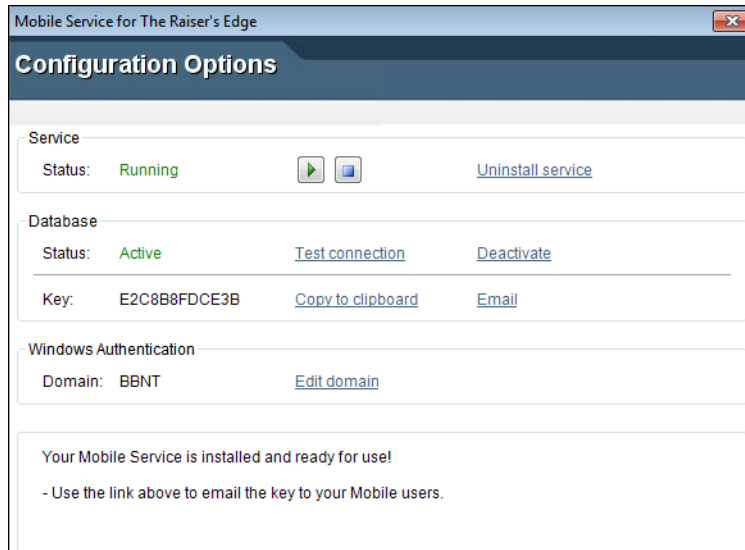 Mobile Service for The Raiser's Edge
Configuration Options
Service
Status: Running Uninstall service
Database
Status: Active Test connection Deactivate
Key: E2C8B8FDCE3B Copy to clipboard Email
Windows Authentication
Domain: BBNT Edit domain
Your Mobile Service is installed and ready for use!
- Use the link above to email the key to your Mobile users.